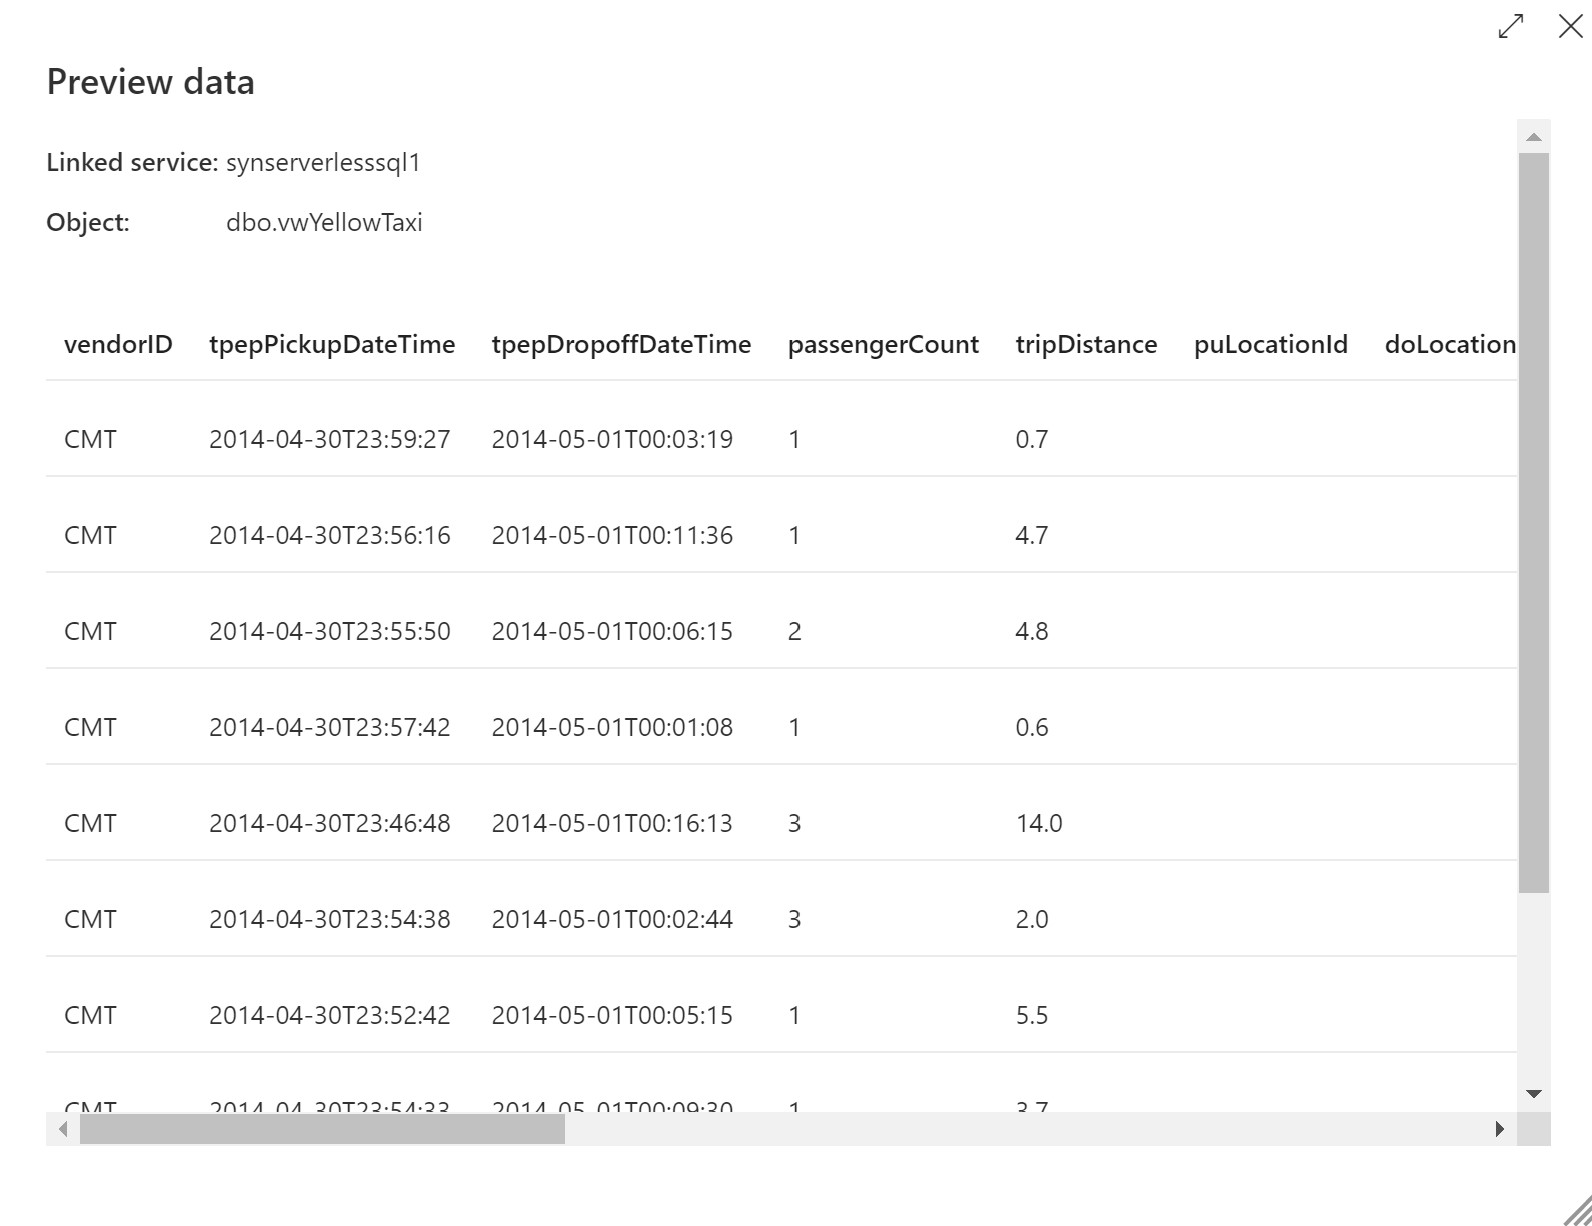 Preview data
Linked service: synserverlesssql1
Object: dbo.vwYellowTaxi
vendorID tpepPickupDateTime tpepDropoffDateTime passengerCount tripDistance puLocationId doLocation
CMT 2014-04-30T23:59:27 2014-05-01T00:03:19 1 0.7
CMT 2014-04-30T23:56:16 2014-05-01T00:11:36 1 4.7
CMT 2014-04-30T23:55:50 2014-05-01T00:06:15 2 4.8
CMT 2014-04-30T23:57:42 2014-05-01T00:01:08 1 0.6
CMT 2014-04-30T23:46:48 2014-05-01T00:16:13 3 14.0
CMT 2014-04-30T23:54:38 2014-05-01T00:02:44 3 2.0
CMT 2014-04-30T23:52:42 2014-05-01T00:05:15 1 5.5
CMT 2014-04-30T23:54:33 2014-05-01T00:09:30 1 3.7